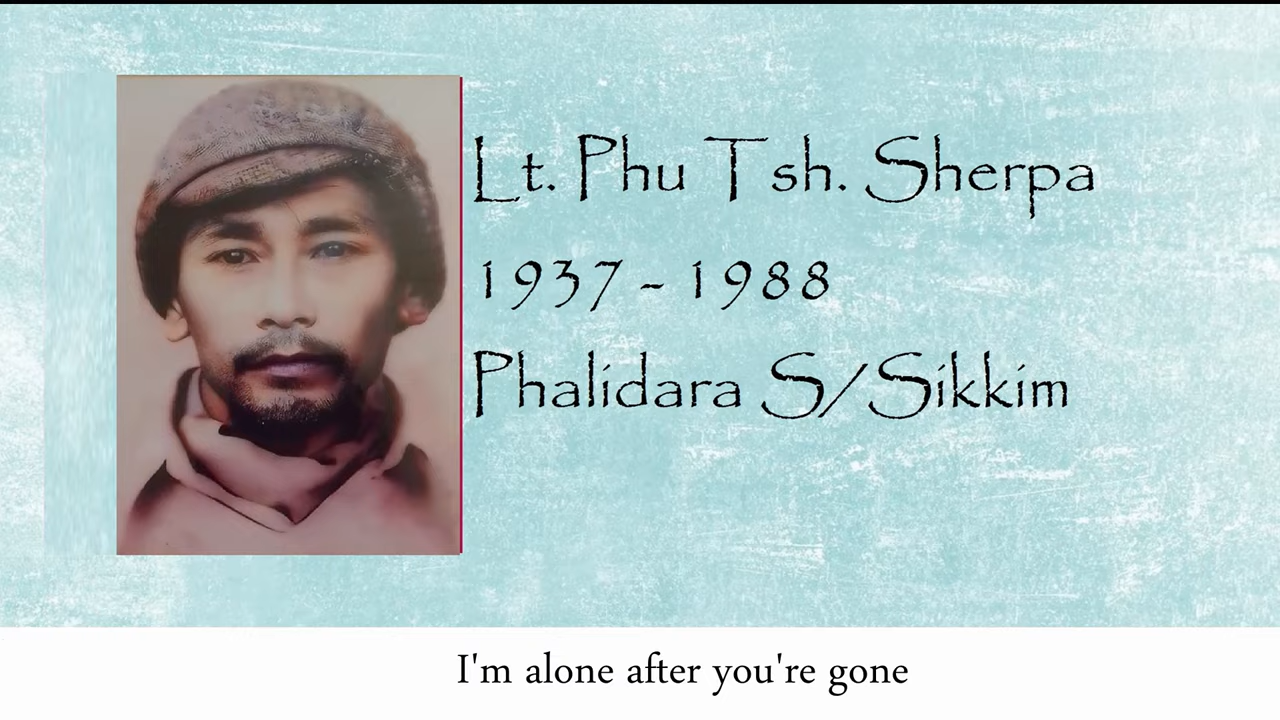 Lt. Phu Tsh. Sherpa
1937 - 1988
Phalidara S/Sikkim
I'm alone after you're gone